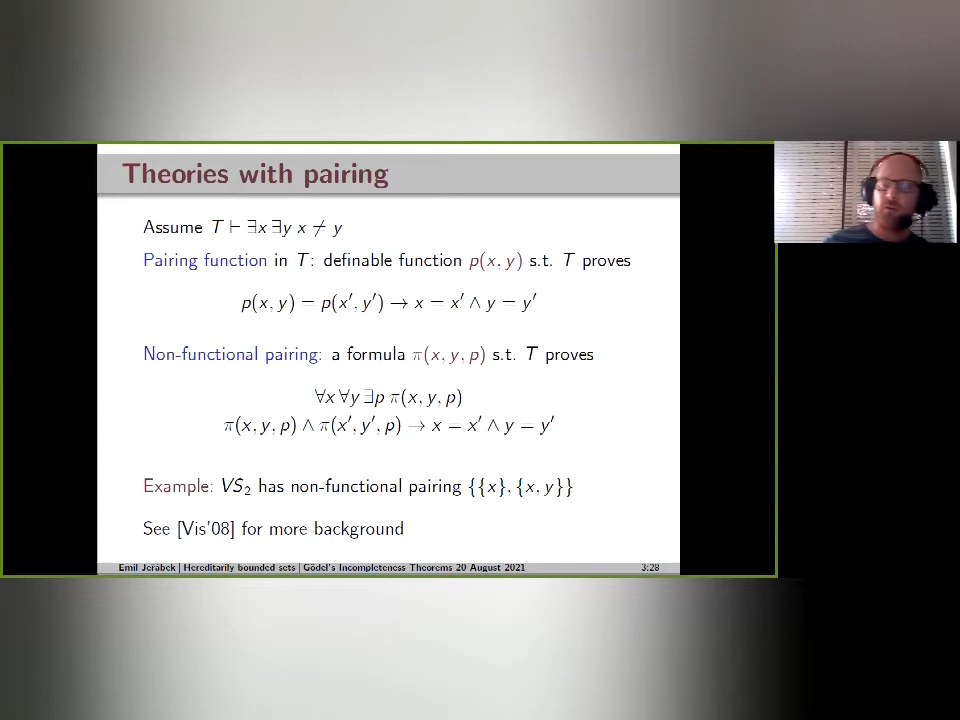 Theories with pairing
Assume T ⊢ ∃x ∃y x ≠ y
Pairing function in T: definable function p(x, y) s.t. T proves
p(x, y) = p(x′, y′) → x = x′ ∧ y = y′
Non-functional pairing: a formula π(x, y, p) s.t. T proves
∀x ∀y ∃p π(x, y, p)
π(x, y, p) ∧ π(x′, y′, p) → x = x′ ∧ y = y′
Example: VS₂ has non-functional pairing {{x}, {x, y}}
See [Vis'08] for more background
Emil Jeřábek | Hereditarily bounded sets | Gödel's Incompleteness Theorems 20 August 2021 3:28